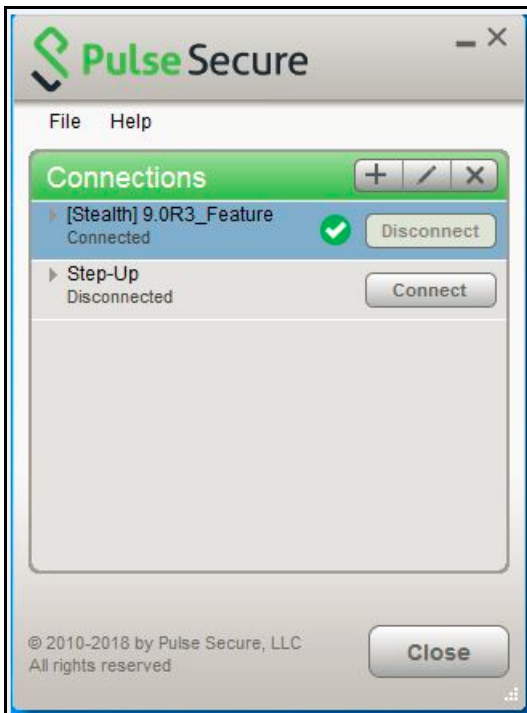 Pulse Secure
File Help
Connections
[Stealth] 9.0R3_Feature
Connected
Disconnect
Step-Up
Disconnected
Connect
© 2010-2018 by Pulse Secure, LLC
All rights reserved
Close